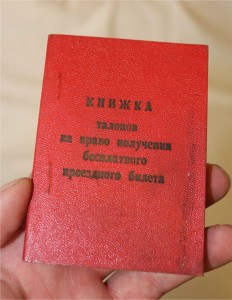 КНИЖКА
талонов
на право получения
бесплатного
проездного билета